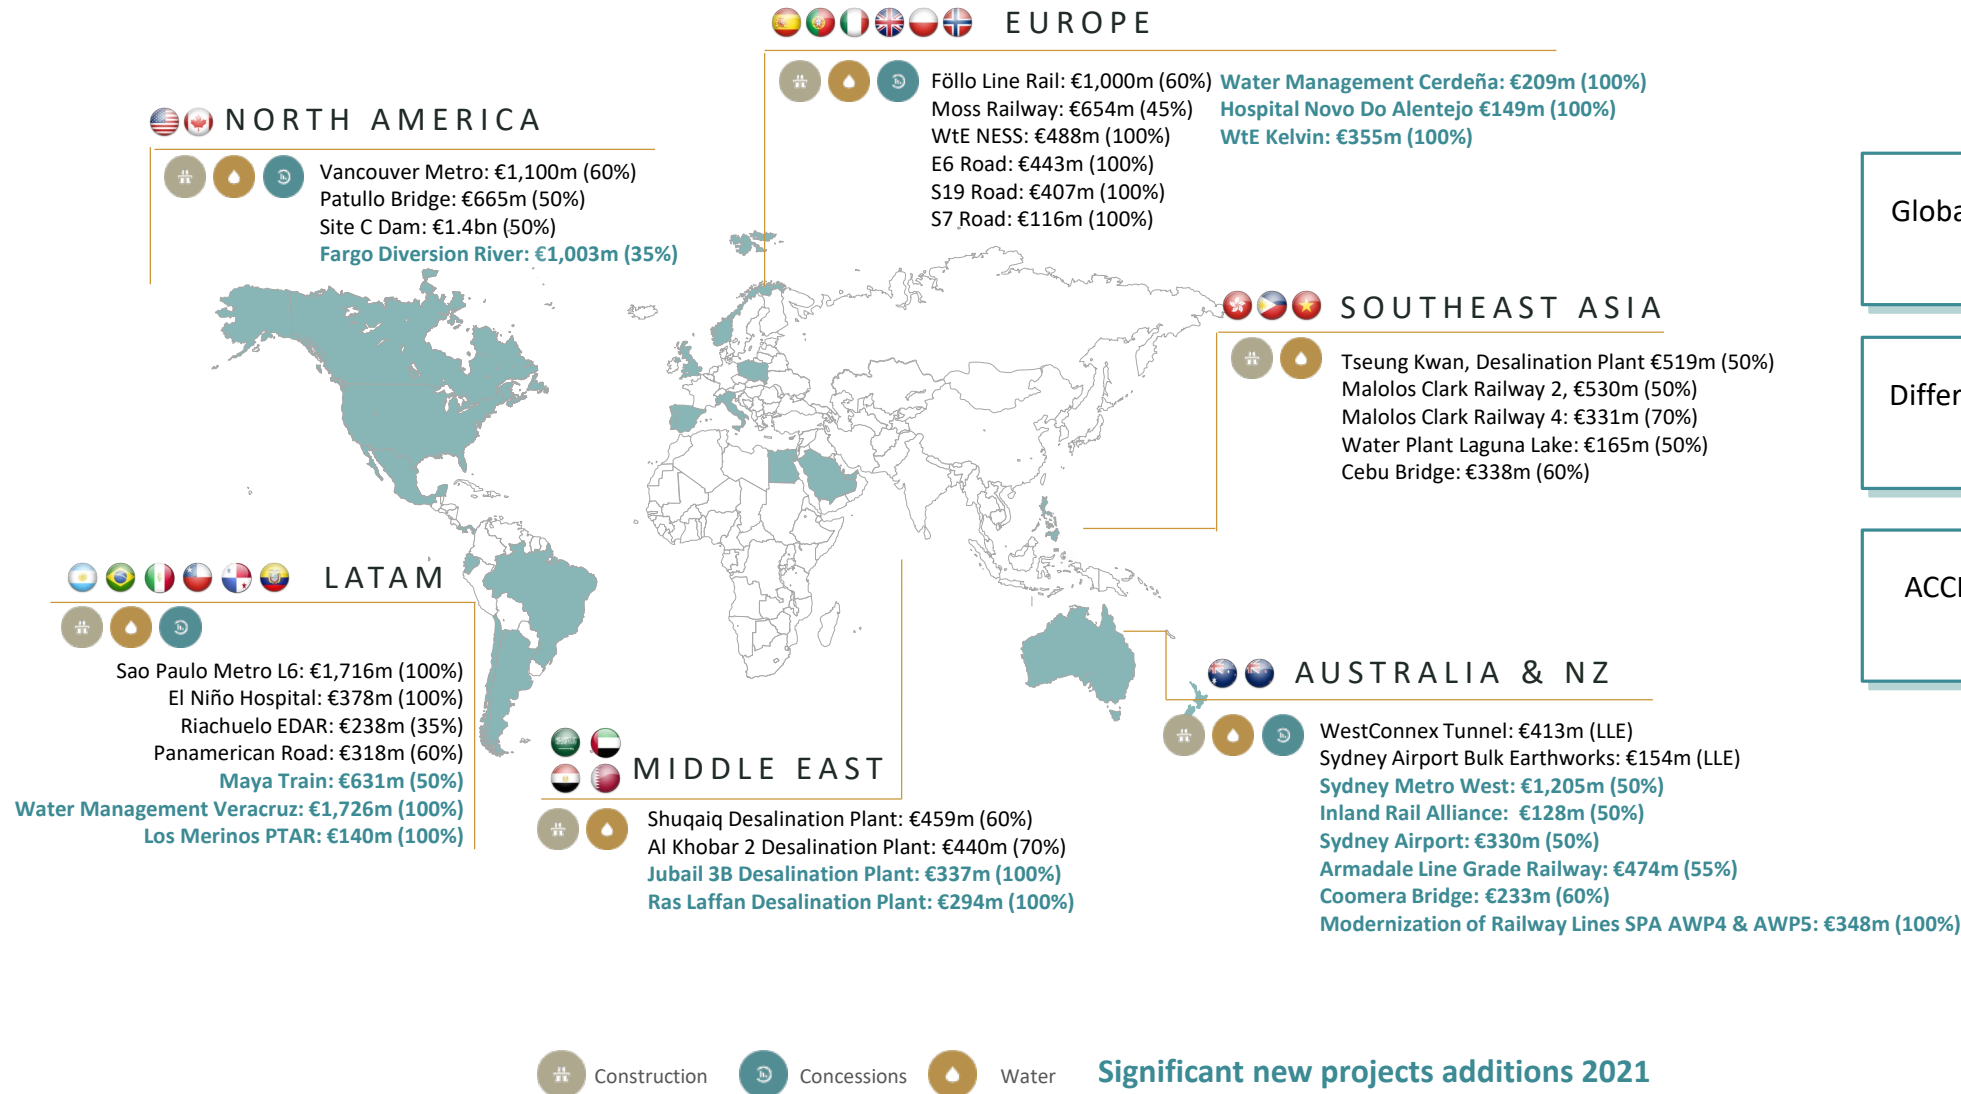 EUROPE
Föllo Line Rail: €1,000m (60%)
Moss Railway: €654m (45%)
WtE NESS: €488m (100%)
E6 Road: €443m (100%)
S19 Road: €407m (100%)
S7 Road: €116m (100%)
Water Management Cerdeña: €209m (100%)
Hospital Novo Do Alentejo €149m (100%)
WtE Kelvin: €355m (100%)
NORTH AMERICA
Vancouver Metro: €1,100m (60%)
Patullo Bridge: €665m (50%)
Site C Dam: €1.4bn (50%)
Fargo Diversion River: €1,003m (35%)
SOUTHEAST ASIA
Tseung Kwan, Desalination Plant €519m (50%)
Malolos Clark Railway 2, €530m (50%)
Malolos Clark Railway 4: €331m (70%)
Water Plant Laguna Lake: €165m (50%)
Cebu Bridge: €338m (60%)
LATAM
Sao Paulo Metro L6: €1,716m (100%)
El Niño Hospital: €378m (100%)
Riachuelo EDAR: €238m (35%)
Panamerican Road: €318m (60%)
Maya Train: €631m (50%)
Water Management Veracruz: €1,726m (100%)
Los Merinos PTAR: €140m (100%)
MIDDLE EAST
Shuqaiq Desalination Plant: €459m (60%)
Al Khobar 2 Desalination Plant: €440m (70%)
Jubail 3B Desalination Plant: €337m (100%)
Ras Laffan Desalination Plant: €294m (100%)
AUSTRALIA & NZ
WestConnex Tunnel: €413m (LLE)
Sydney Airport Bulk Earthworks: €154m (LLE)
Sydney Metro West: €1,205m (50%)
Inland Rail Alliance: €128m (50%)
Sydney Airport: €330m (50%)
Armadale Line Grade Railway: €474m (55%)
Coomera Bridge: €233m (60%)
Modernization of Railway Lines SPA AWP4 & AWP5: €348m (100%)
Construction
Concessions
Water
Significant new projects additions 2021